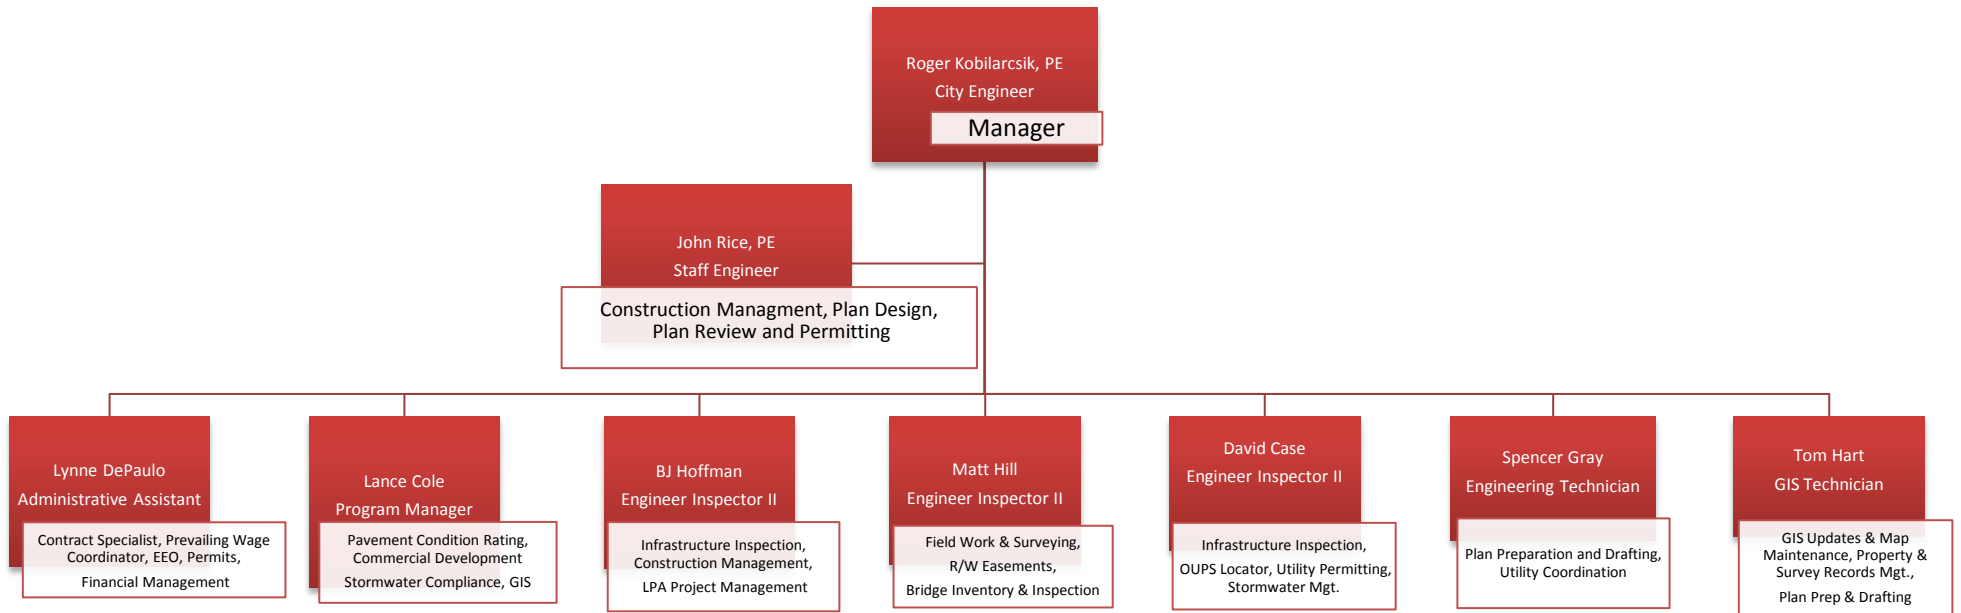 Roger Kobilarcsik, PE
City Engineer
Manager
John Rice, PE
Staff Engineer
Construction Managment, Plan Design,
Plan Review and Permitting
Lynne DePaulo
Administrative Assistant
Contract Specialist, Prevailing Wage
Coordinator, EEO, Permits,
Financial Management
Lance Cole
Program Manager
Pavement Condition Rating,
Commercial Development
Stormwater Compliance, GIS
BJ Hoffman
Engineer Inspector II
Infrastructure Inspection,
Construction Management,
LPA Project Management
Matt Hill
Engineer Inspector II
Field Work & Surveying,
R/W Easements,
Bridge Inventory & Inspection
David Case
Engineer Inspector II
Infrastructure Inspection,
OUPS Locator, Utility Permitting,
Stormwater Mgt.
Spencer Gray
Engineering Technician
Plan Preparation and Drafting,
Utility Coordination
Tom Hart
GIS Technician
GIS Updates & Map
Maintenance, Property &
Survey Records Mgt.,
Plan Prep & Drafting